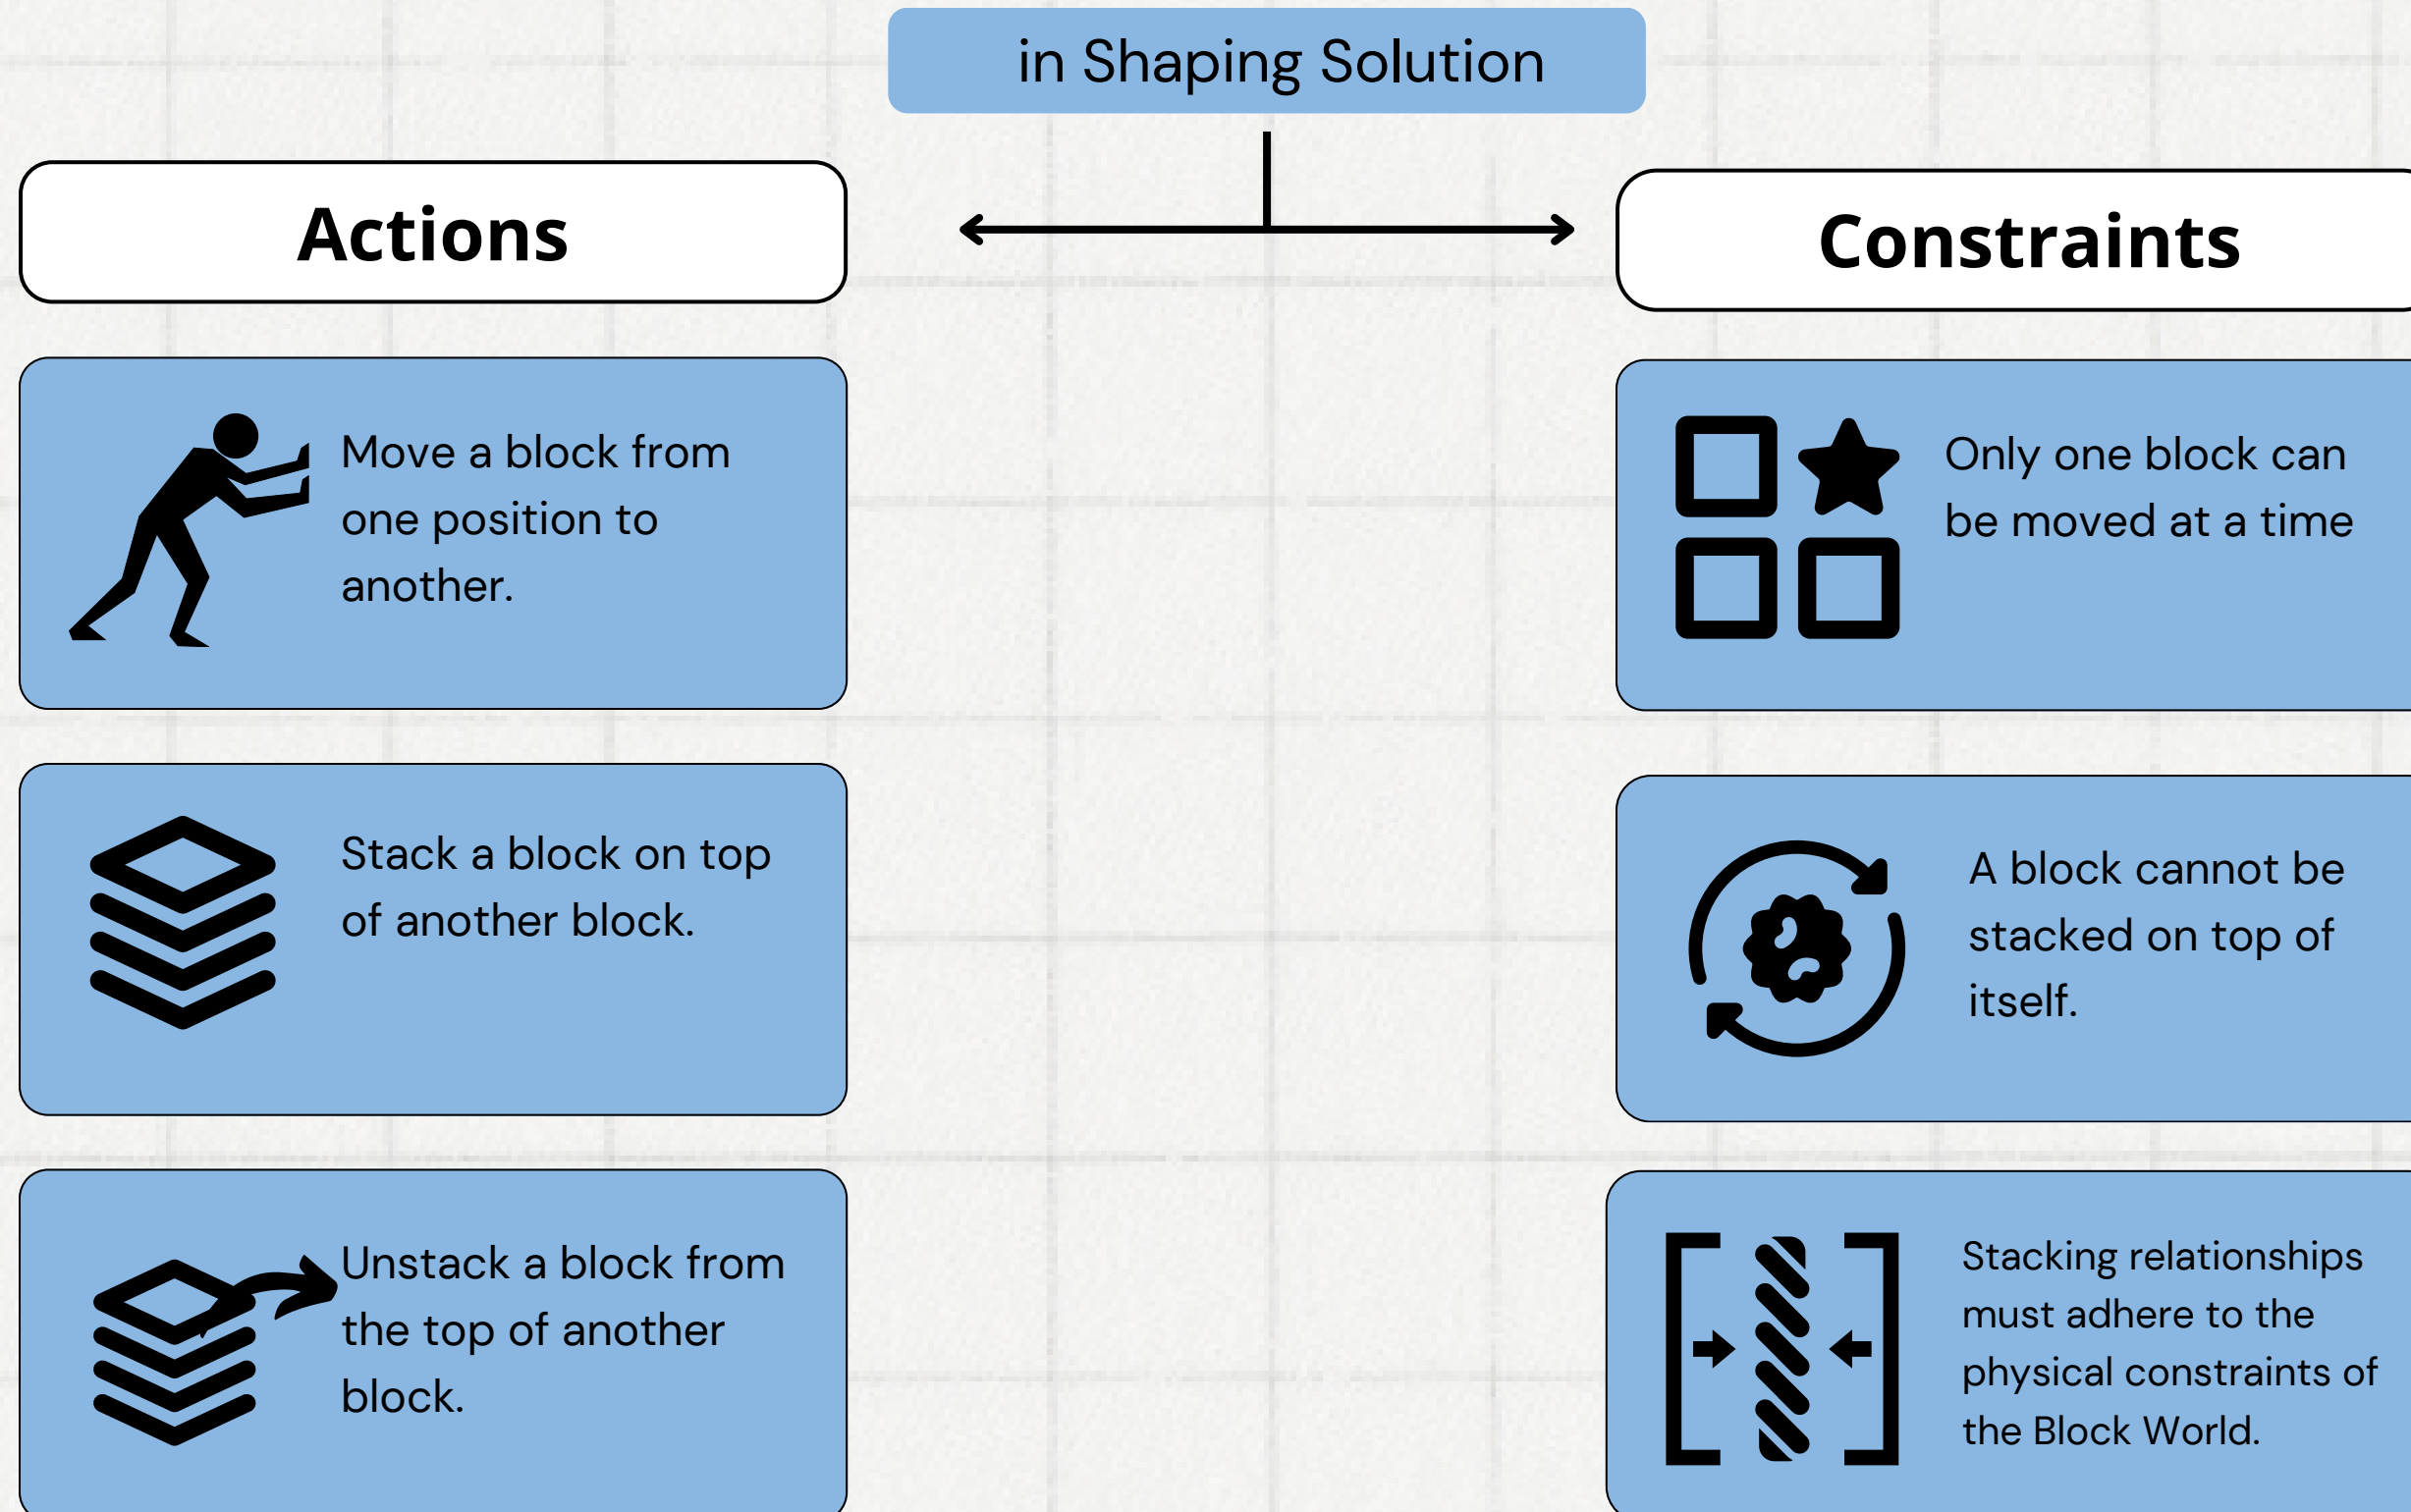 in Shaping Solution
Actions
Move a block from
one position to
another.
Stack a block on top
of another block.
Unstack a block from
the top of another
block.
Constraints
Only one block can
be moved at a time
A block cannot be
stacked on top of
itself.
Stacking relationships
must adhere to the
physical constraints of
the Block World.